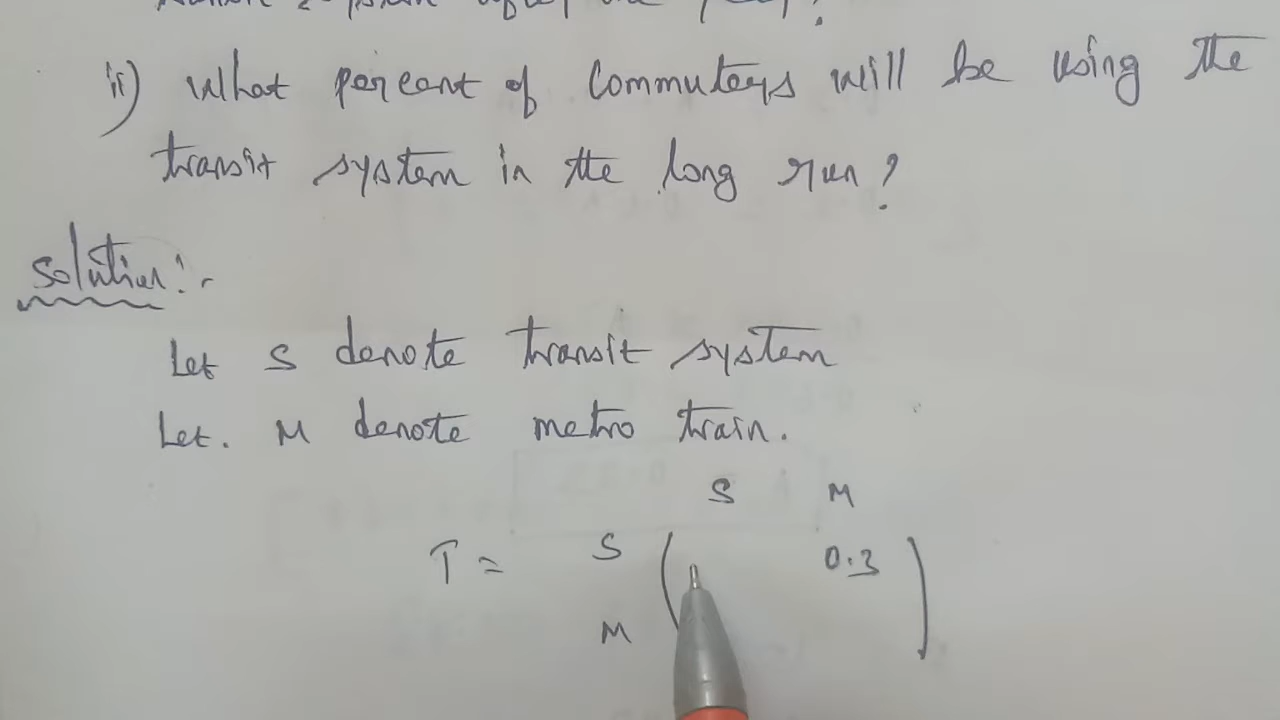 ii) What percent of commuters will be using the
transit system in the long run?
Solution:-
Let S denote transit system
Let. M denote metro train.
S M
T = S ( 0.3 )
M